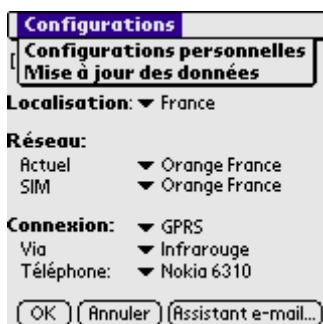 Configurations
Configurations personnelles
Mise à jour des données
Localisation: France
Réseau:
Actuel Orange France
SIM Orange France
Connexion: GPRS
Via Infrarouge
Téléphone: Nokia 6310
OK Annuler Assistant e-mail...